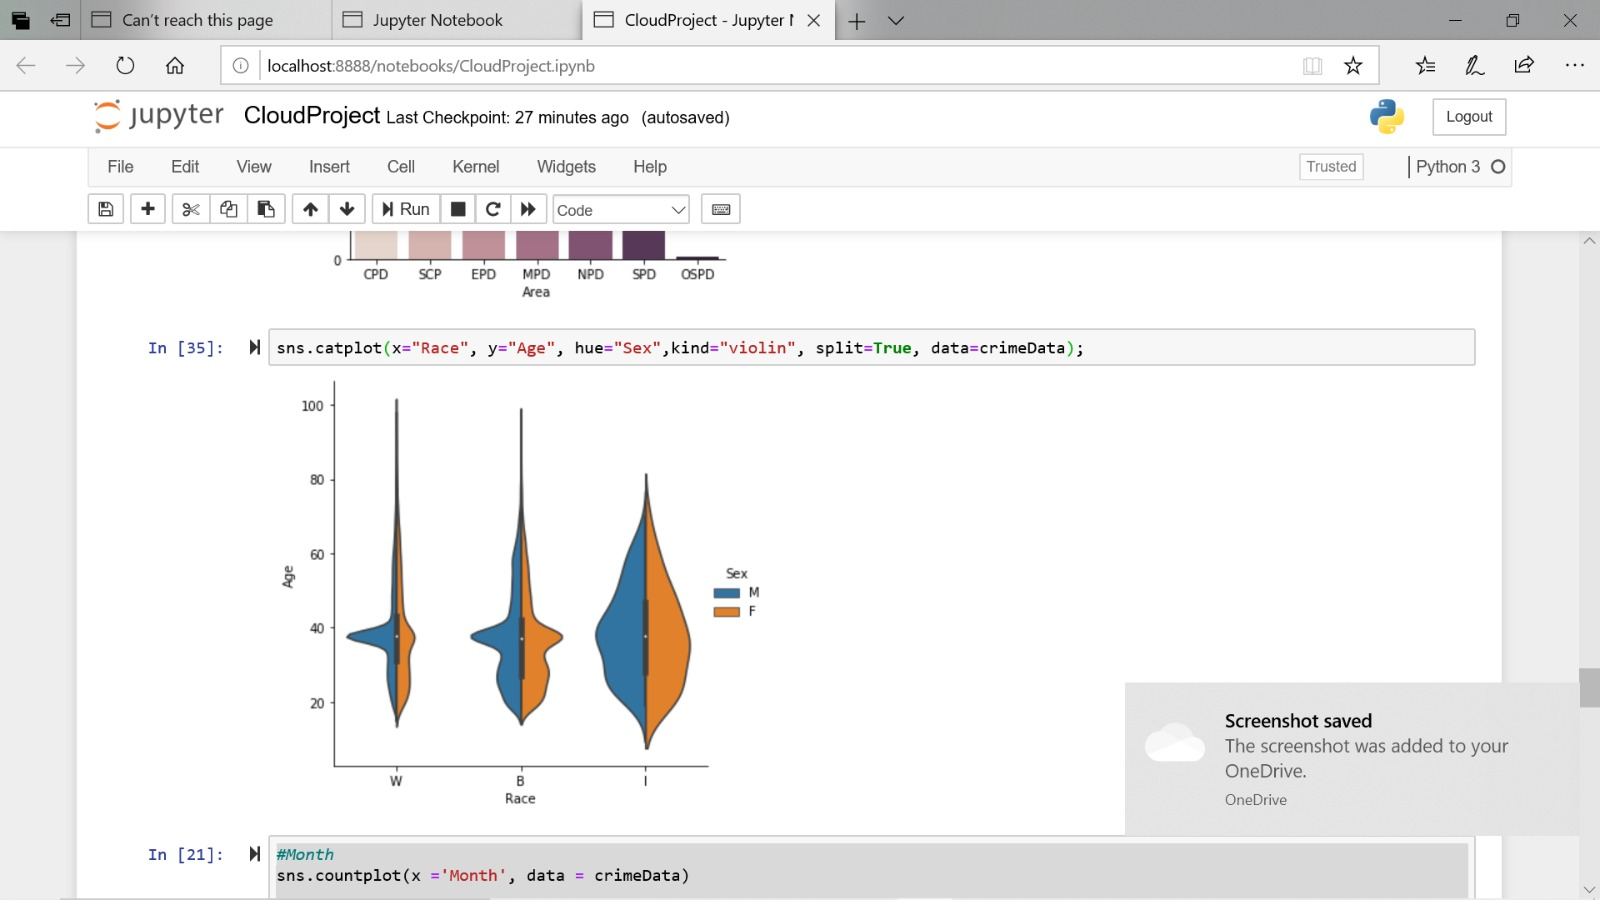 Can't reach this page
Jupyter Notebook
CloudProject - Jupyter N
localhost:8888/notebooks/CloudProject.ipynb
jupyter CloudProject Last Checkpoint: 27 minutes ago (autosaved)
Logout
File Edit View Insert Cell Kernel Widgets Help
Trusted
Python 3
Run
Code
0
CPD SCP EPD MPD NPD SPD OSPD
Area
In [35]:
sns.catplot(x="Race", y="Age", hue="Sex",kind="violin", split=True, data=crimeData);
100
80
60
40
20
Age
Sex
M
F
W B I
Race
Screenshot saved
The screenshot was added to your
OneDrive.
OneDrive
In [21]:
#Month
sns.countplot(x ='Month', data = crimeData)